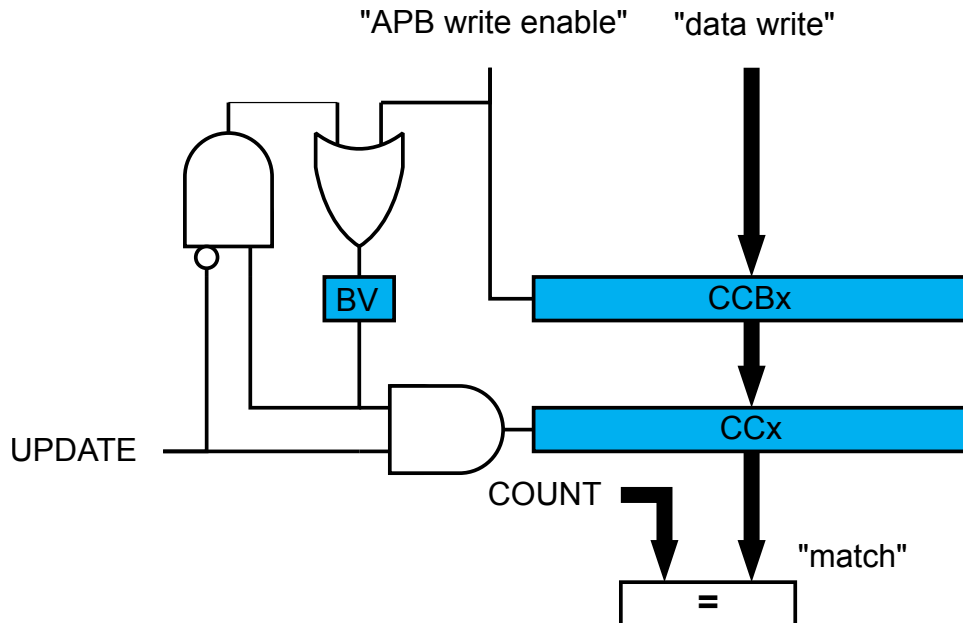 "APB write enable"
"data write"
BV
CCBx
CCx
UPDATE
COUNT
"match"
=